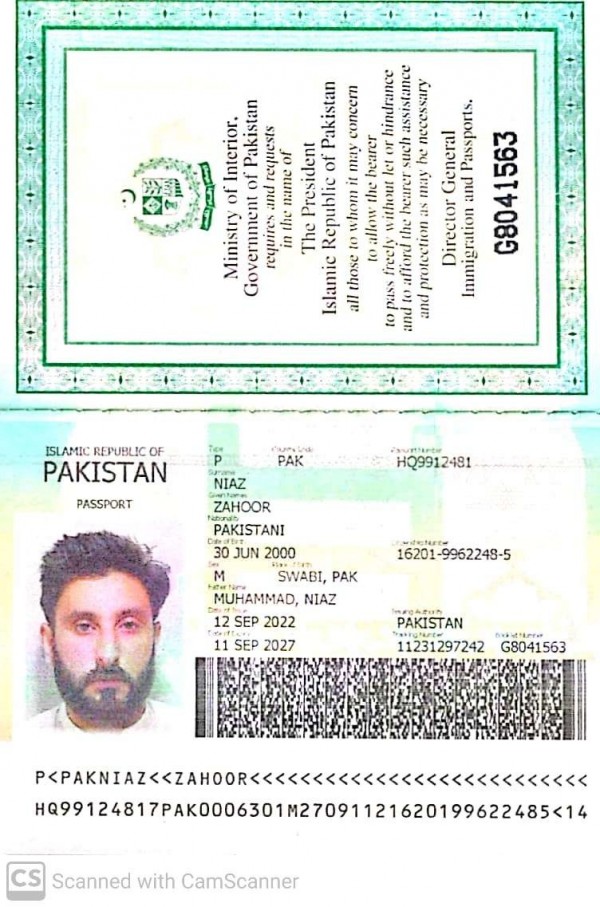 Ministry of Interior,
Government of Pakistan
requires and requests
in the name of
The President
Islamic Republic of Pakistan
all those to whom it may concern
to allow the bearer
to pass freely without let or hindrance
and to afford the bearer such assistance
and protection as may be necessary
Director General
Immigration and Passports.
G8041563
ISLAMIC REPUBLIC OF
PAKISTAN
PASSPORT
Type Country Code Passport Number
P PAK HQ9912481
Surname
NIAZ
Given Names
ZAHOOR
Nationality
PAKISTANI
Date of Birth Citizenship Number
30 JUN 2000 16201-9962248-5
Sex Place of Birth
M SWABI, PAK
Father Name
MUHAMMAD, NIAZ
Date of Issue Issuing Authority
12 SEP 2022 PAKISTAN
Date of Expiry Tracking Number Booklet Number
11 SEP 2027 11231297242 G8041563
P<PAKNIAZ<<ZAHOOR<<<<<<<<<<<<<<<<<<<<<<<<<<<
HQ99124817PAK0006301M27091121620199622485<14
CS Scanned with CamScanner